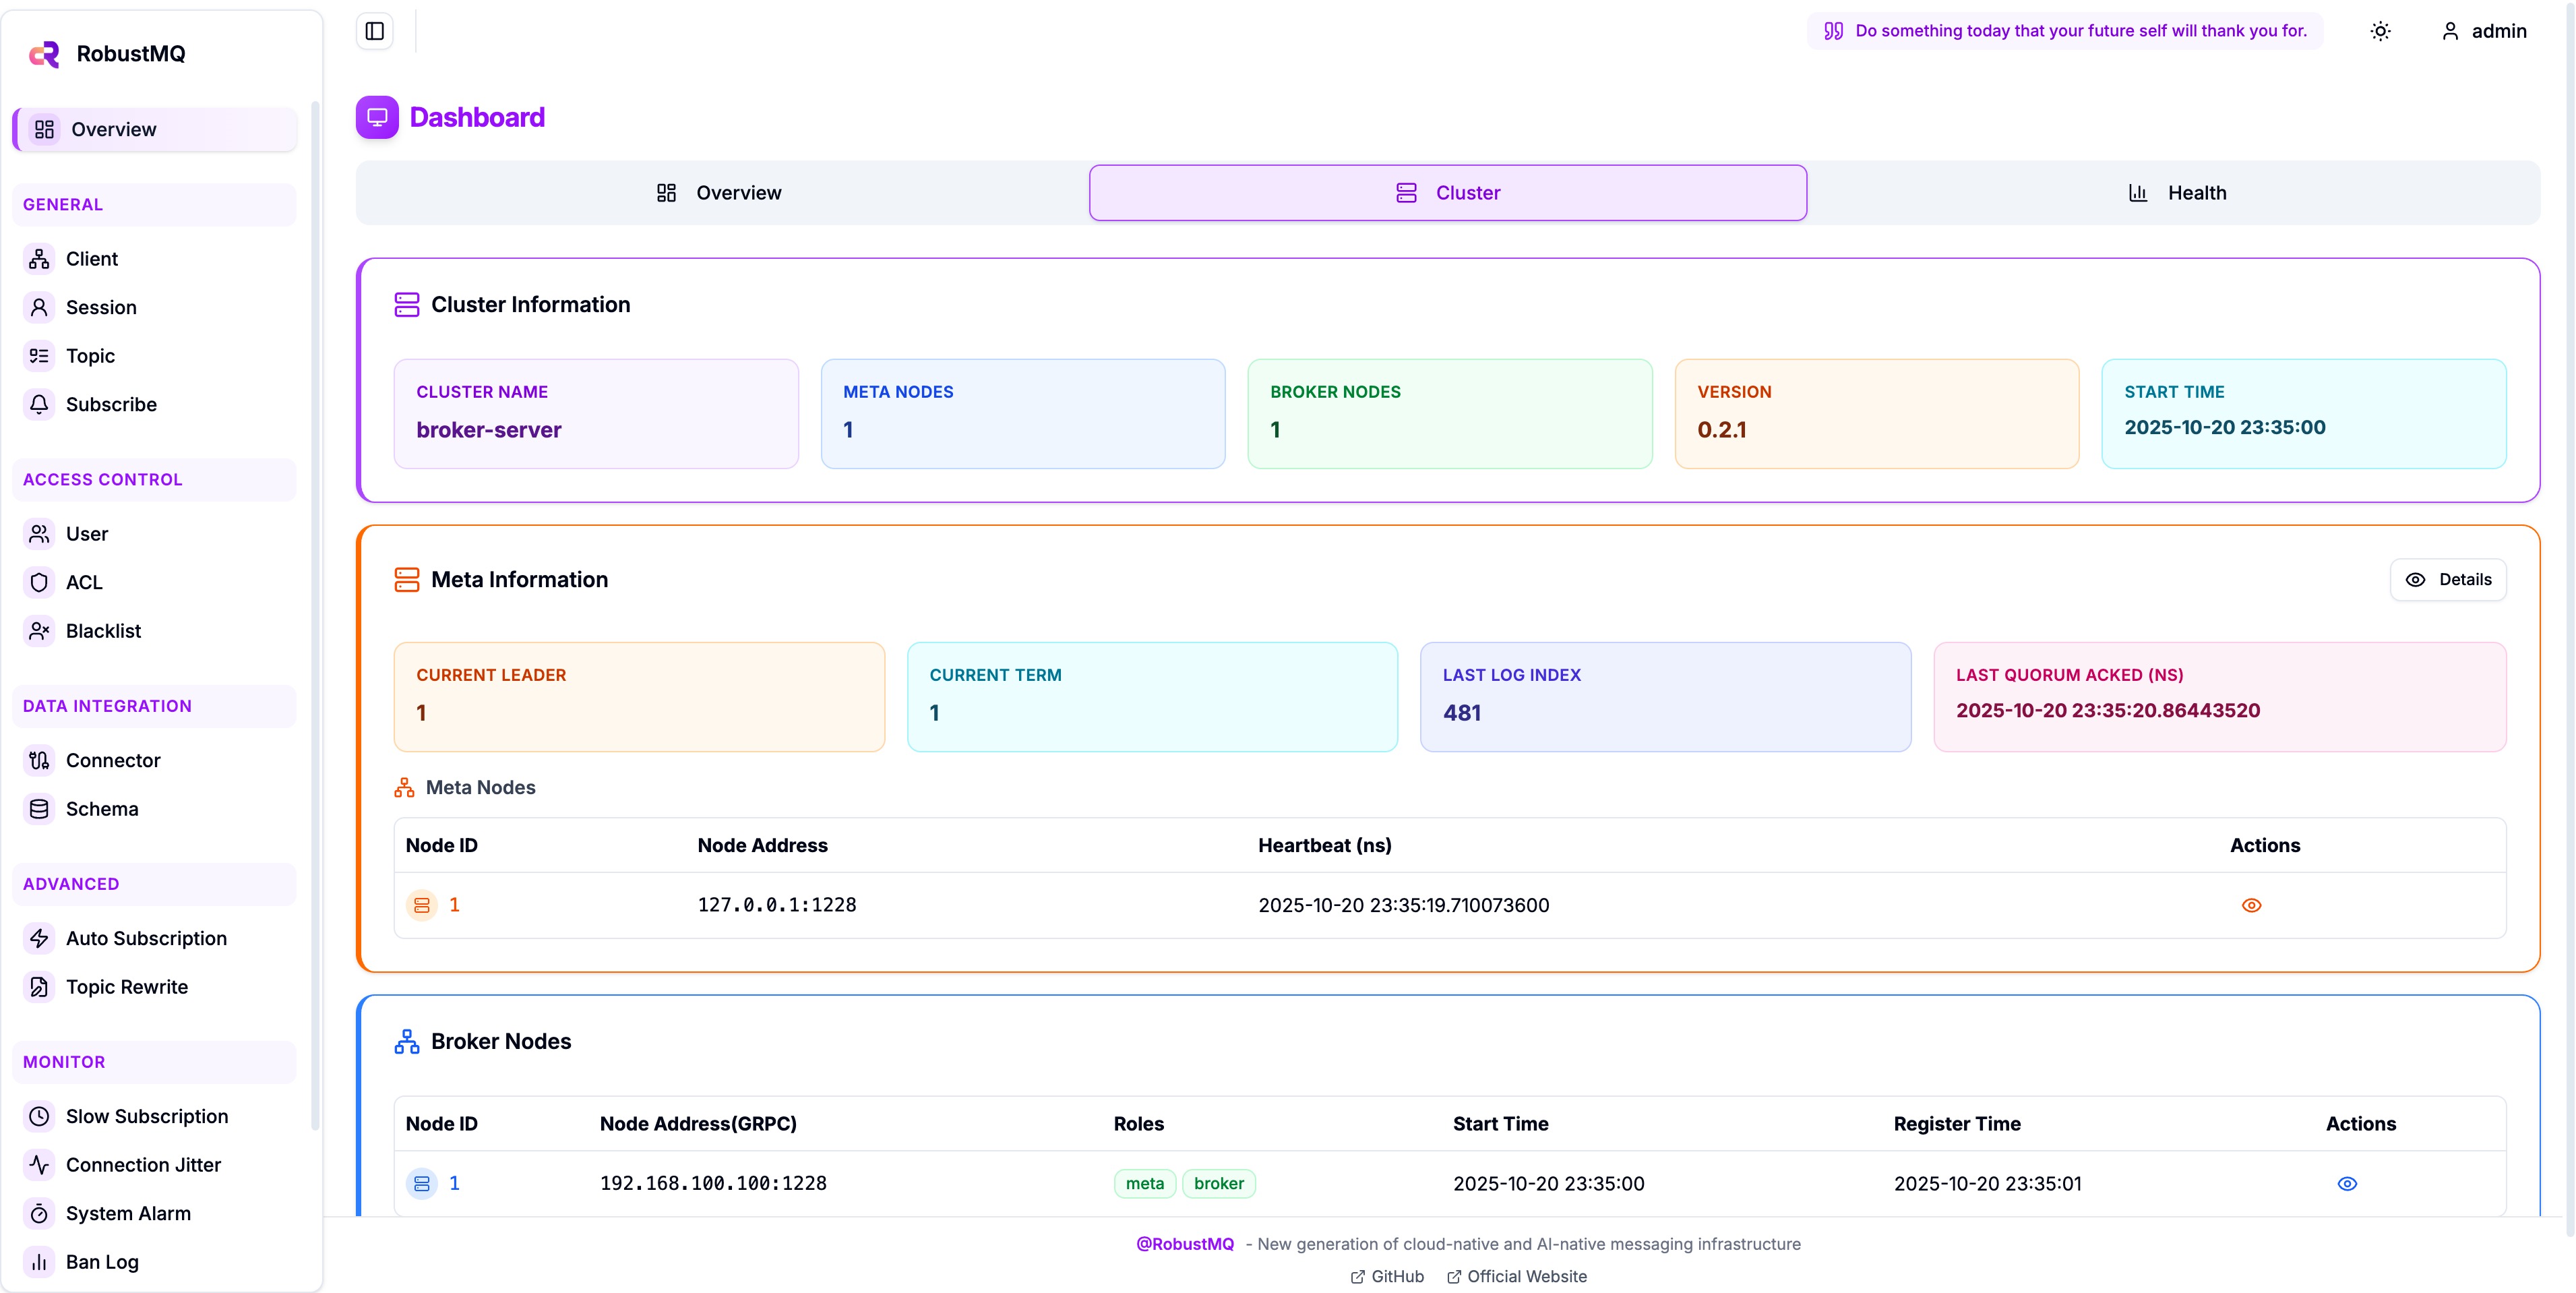 RobustMQ
Do something today that your future self will thank you for.
admin
Overview
GENERAL
Client
Session
Topic
Subscribe
ACCESS CONTROL
User
ACL
Blacklist
DATA INTEGRATION
Connector
Schema
ADVANCED
Auto Subscription
Topic Rewrite
MONITOR
Slow Subscription
Connection Jitter
System Alarm
Ban Log
Dashboard
Overview Cluster Health
Cluster Information
CLUSTER NAME META NODES BROKER NODES VERSION START TIME
broker-server 1 1 0.2.1 2025-10-20 23:35:00
Meta Information Details
CURRENT LEADER CURRENT TERM LAST LOG INDEX LAST QUORUM ACKED (NS)
1 1 481 2025-10-20 23:35:20.86443520
Meta Nodes
Node ID Node Address Heartbeat (ns) Actions
1 127.0.0.1:1228 2025-10-20 23:35:19.710073600
Broker Nodes
Node ID Node Address(GRPC) Roles Start Time Register Time Actions
1 192.168.100.100:1228 meta broker 2025-10-20 23:35:00 2025-10-20 23:35:01
@RobustMQ - New generation of cloud-native and AI-native messaging infrastructure
GitHub Official Website